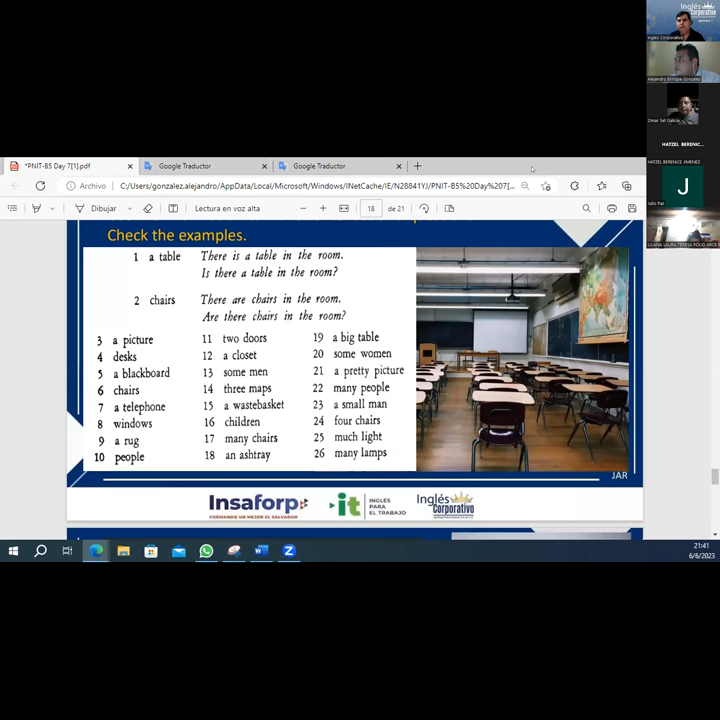 Inglés
Corporativo
Ingles Corporativo
Alejandro Enrique Gonzalez
Omar Set Galicia
HATZEL BERENIC...
HATZEL BERENICE JIMENEZ
J
Julio Paz
LIVAINA LAURA TERESA POLIO ARCE
*PNIT-B5 Day 7[1].pdf
Google Traductor
Google Traductor
Archivo
C:/Users/gonzalez.alejandro/AppData/Local/Microsoft/Windows/INetCache/IE/N28841YJ/PNIT-B5%20Day%207[...
Dibujar
Lectura en voz alta
18
de 21
Check the examples.
1 a table There is a table in the room.
Is there a table in the room?
2 chairs There are chairs in the room.
Are there chairs in the room?
3 a picture
4 desks
5 a blackboard
6 chairs
7 a telephone
8 windows
9 a rug
10 people
11 two doors
12 a closet
13 some men
14 three maps
15 a wastebasket
16 children
17 many chairs
18 an ashtray
19 a big table
20 some women
21 a pretty picture
22 many people
23 a small man
24 four chairs
25 much light
26 many lamps
JAR
Insaforp
FORMANDO UN MEJOR EL SALVADOR
it
INGLÉS
PARA
EL TRABAJO
Inglés
Corporativo
21:41
6/6/2023